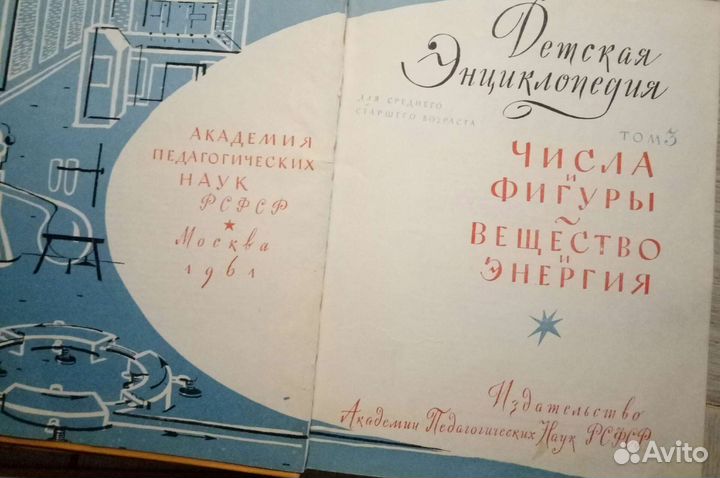 АКАДЕМИЯ
ПЕДАГОГИЧЕСКИХ
НАУК
РСФСР
Москва
1961
Детская
Энциклопедия
ДЛЯ СРЕДНЕГО
СТАРШЕГО ВОЗРАСТА
ТОМ 3
ЧИСЛА
И
ФИГУРЫ
~
ВЕЩЕСТВО
И
ЭНЕРГИЯ
Издательство
Академии Педагогических Наук РСФСР
Avito